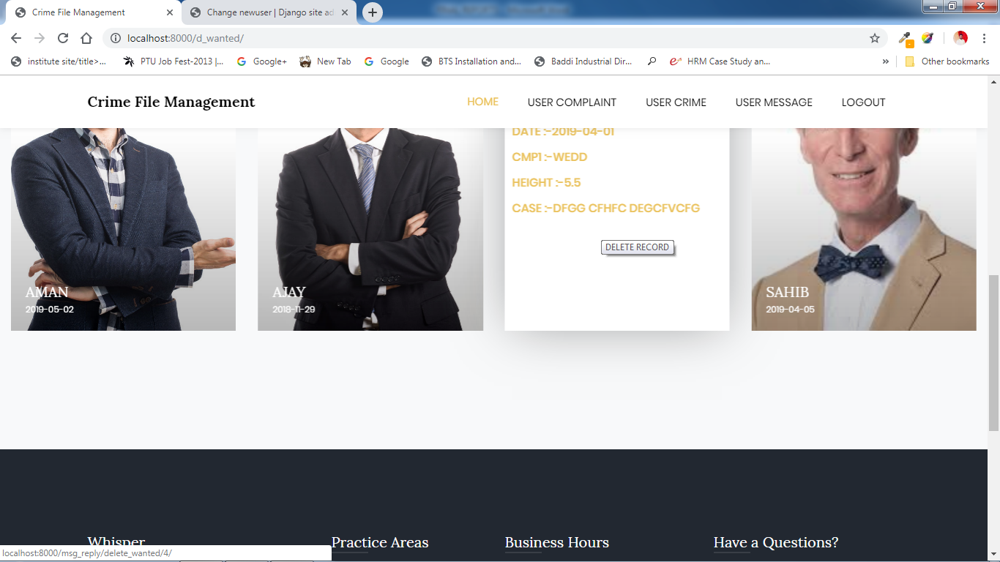 Crime File Management
Change newuser | Django site ad
localhost:8000/d_wanted/
institute site/title>...
PTU Job Fest-2013 |...
Google+
New Tab
Google
BTS Installation and...
Baddi Industrial Dir...
HRM Case Study an...
»
Other bookmarks
Crime File Management
HOME
USER COMPLAINT
USER CRIME
USER MESSAGE
LOGOUT
DATE :-2019-04-01
CMP1 :-WEDD
HEIGHT :-5.5
CASE :-DFGG CFHFC DEGCFVCFG
DELETE RECORD
AMAN
2019-05-02
AJAY
2018-11-29
SAHIB
2019-04-05
Whisper
Practice Areas
Business Hours
Have a Questions?
localhost:8000/msg_reply/delete_wanted/4/